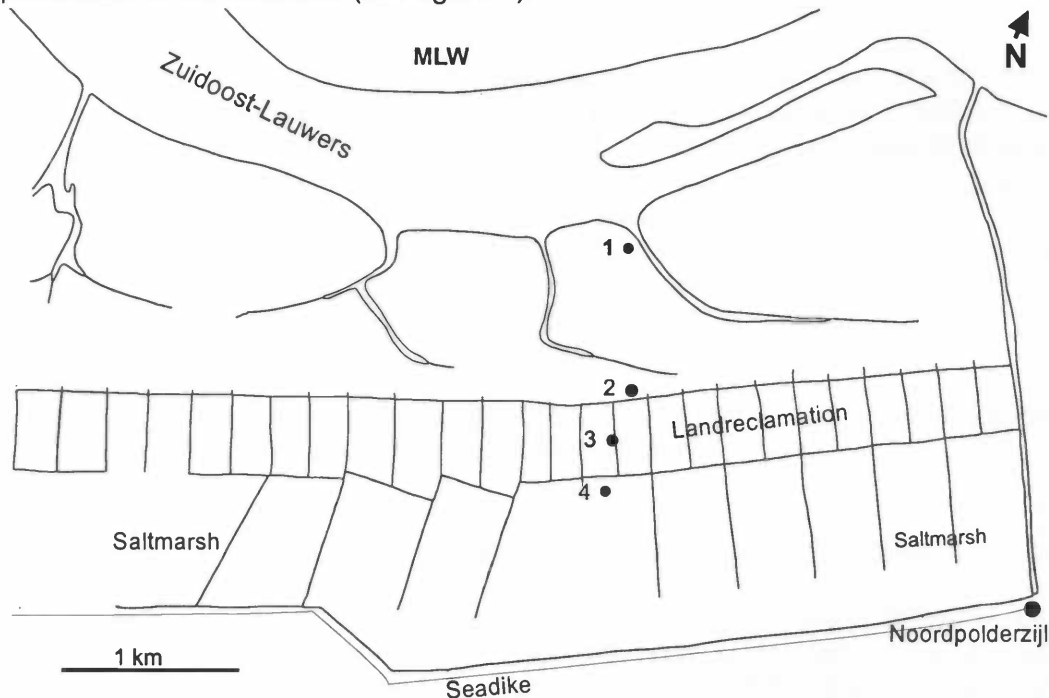 MLW
N
Zuidoost-Lauwers
1
2
Landreclamation
3
4
Saltmarsh
Saltmarsh
Noordpolderzijl
1 km
Seadike